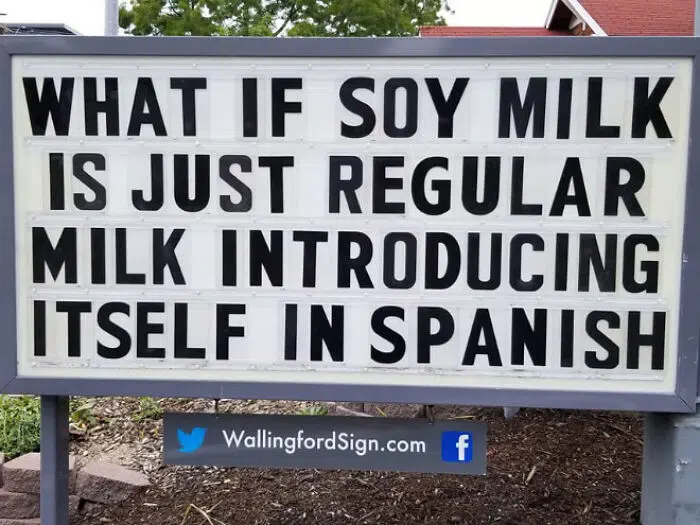 WHAT IF SOY MILK
IS JUST REGULAR
MILK INTRODUCING
ITSELF IN SPANISH
WallingfordSign.com f